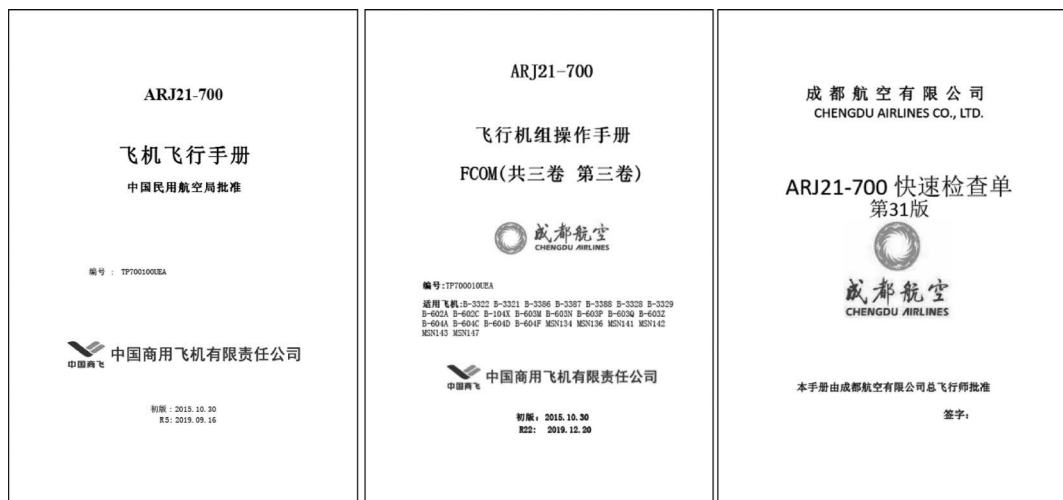 ARJ21-700
飞机飞行手册
中国民用航空局批准
编号 : TP700100UEA
中国商飞
中国商用飞机有限责任公司
初版：2015.10.30
R5: 2019.09.16
ARJ21-700
飞行机组操作手册
FCOM(共三卷 第三卷)
成都航空
CHENGDU AIRLINES
编号:TP700010UEA
适用飞机:B-3322 B-3321 B-3386 B-3387 B-3388 B-3328 B-3329
B-602A B-602C B-104X B-603M B-603N B-603P B-603Q B-603Z
B-604A B-604C B-604D B-604F MSN134 MSN136 MSN141 MSN142
MSN143 MSN147
中国商飞
中国商用飞机有限责任公司
初版：2015.10.30
R22: 2019.12.20
成都航空有限公司
CHENGDU AIRLINES CO., LTD.
ARJ21-700 快速检查单
第31版
成都航空
CHENGDU AIRLINES
本手册由成都航空有限公司总飞行师批准
签字：